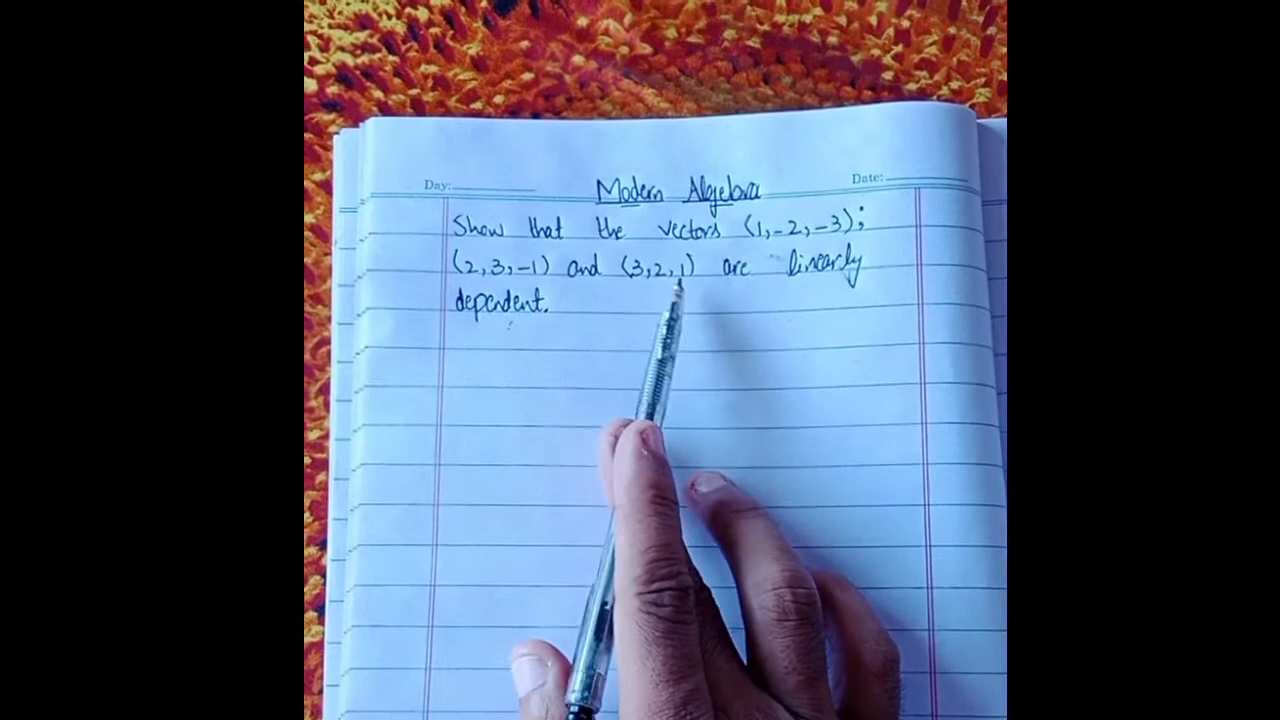 Day:
Date:
Modern Algebra
Show that the vectors (1,-2,-3);
(2,3,-1) and (3,2,1) are linearly
dependent.